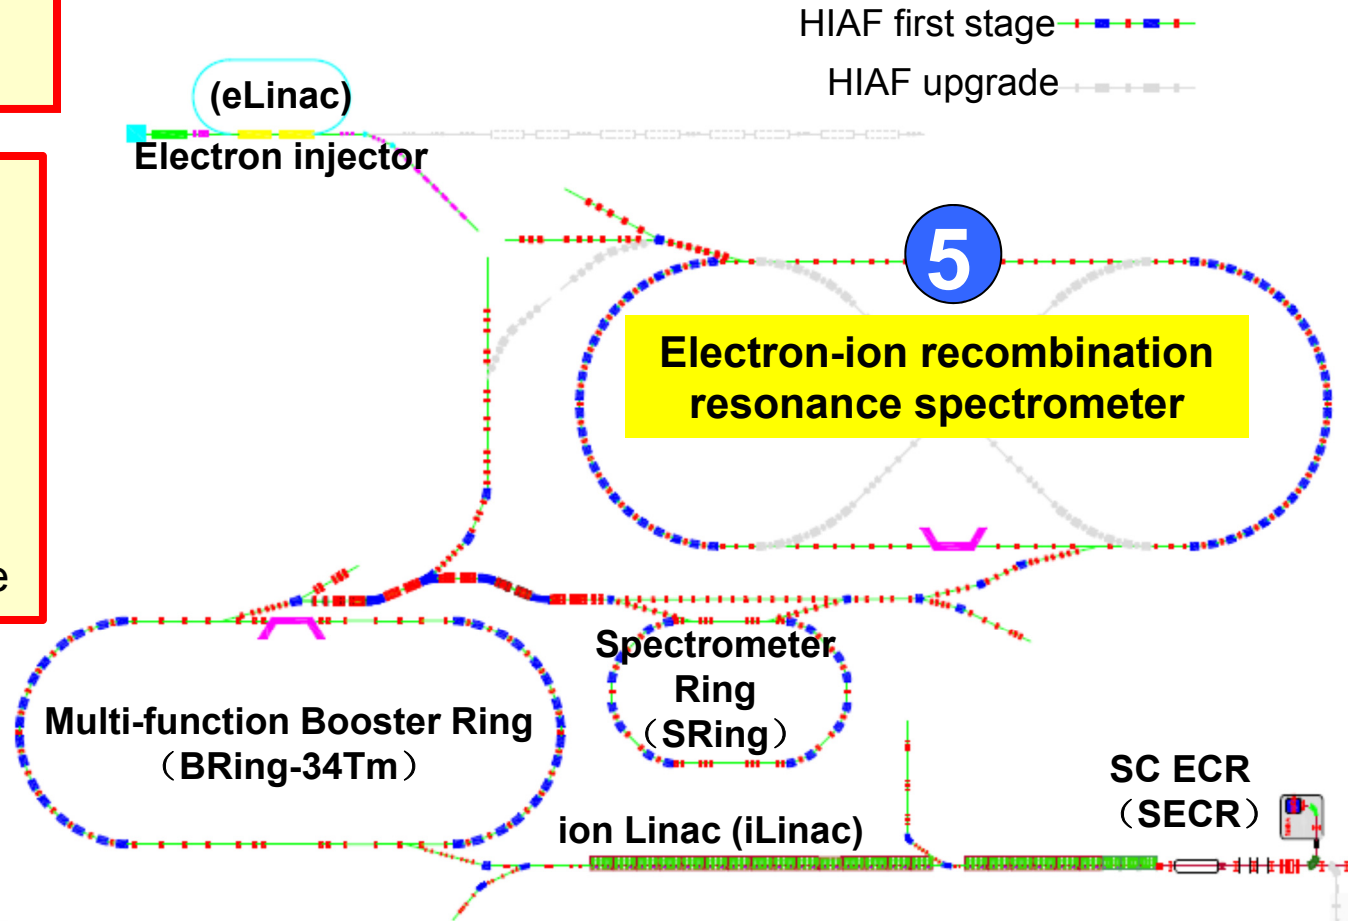 HIAF first stage
HIAF upgrade
(eLinac)
Electron injector
5
Electron-ion recombination
resonance spectrometer
e
Spectrometer
Ring
（SRing）
Multi-function Booster Ring
（BRing-34Tm）
SC ECR
（SECR）
ion Linac (iLinac)